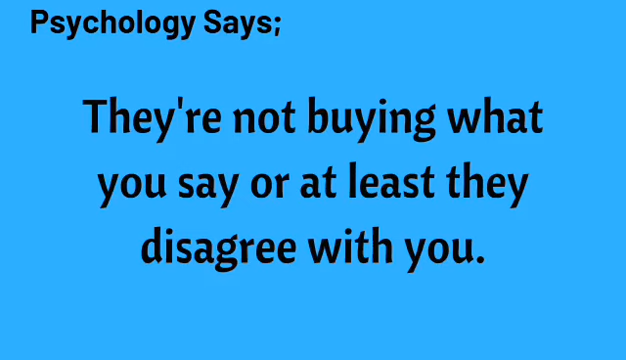 Psychology Says;
They're not buying what
you say or at least they
disagree with you.